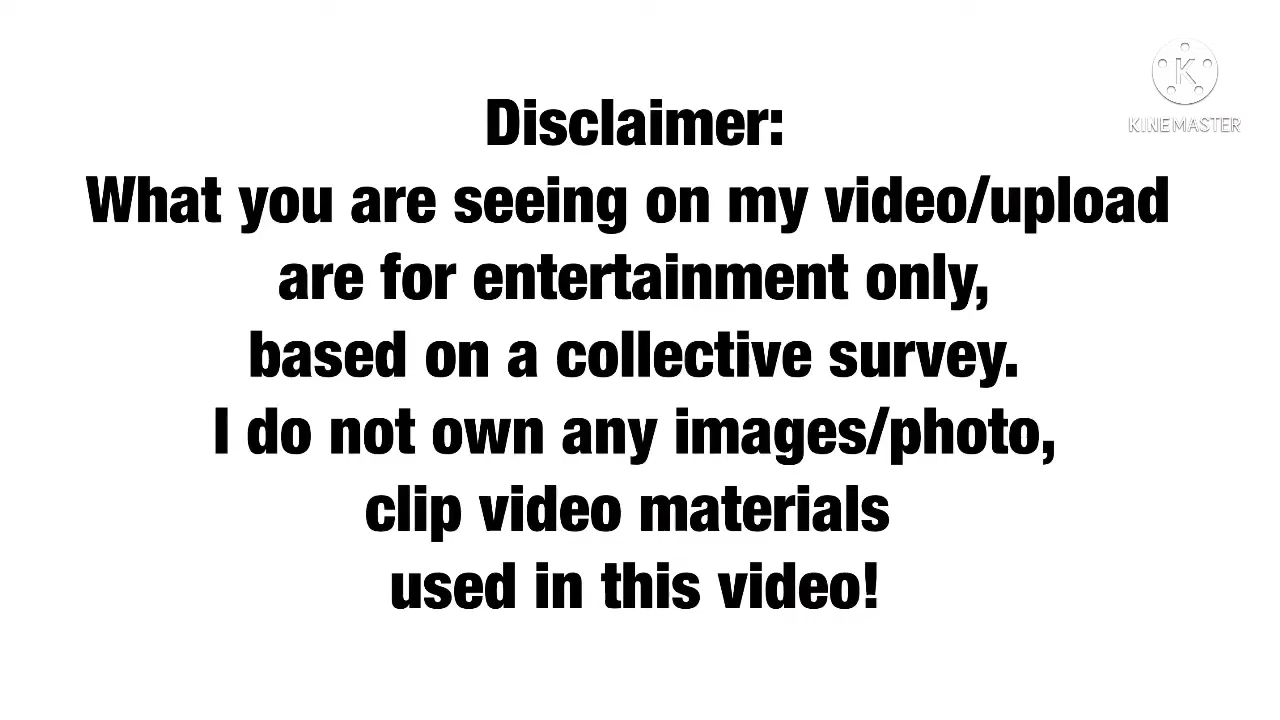 K
KINEMASTER
Disclaimer:
What you are seeing on my video/upload
are for entertainment only,
based on a collective survey.
I do not own any images/photo,
clip video materials
used in this video!